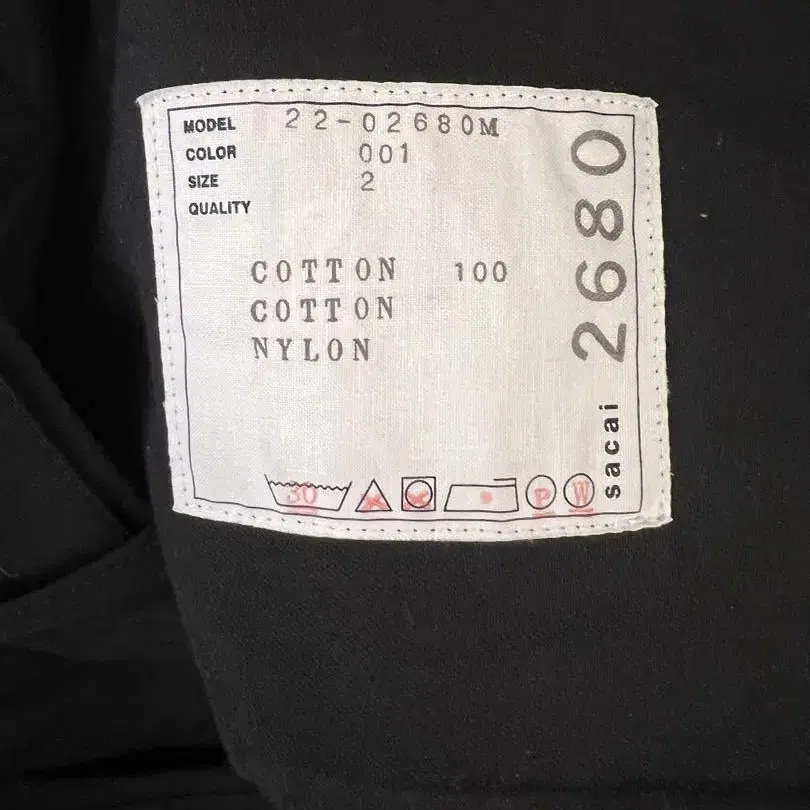 MODEL 22-02680M
COLOR 001
SIZE 2
QUALITY
COTTON 100
COTTON
NYLON
30 P W
sacai 2680